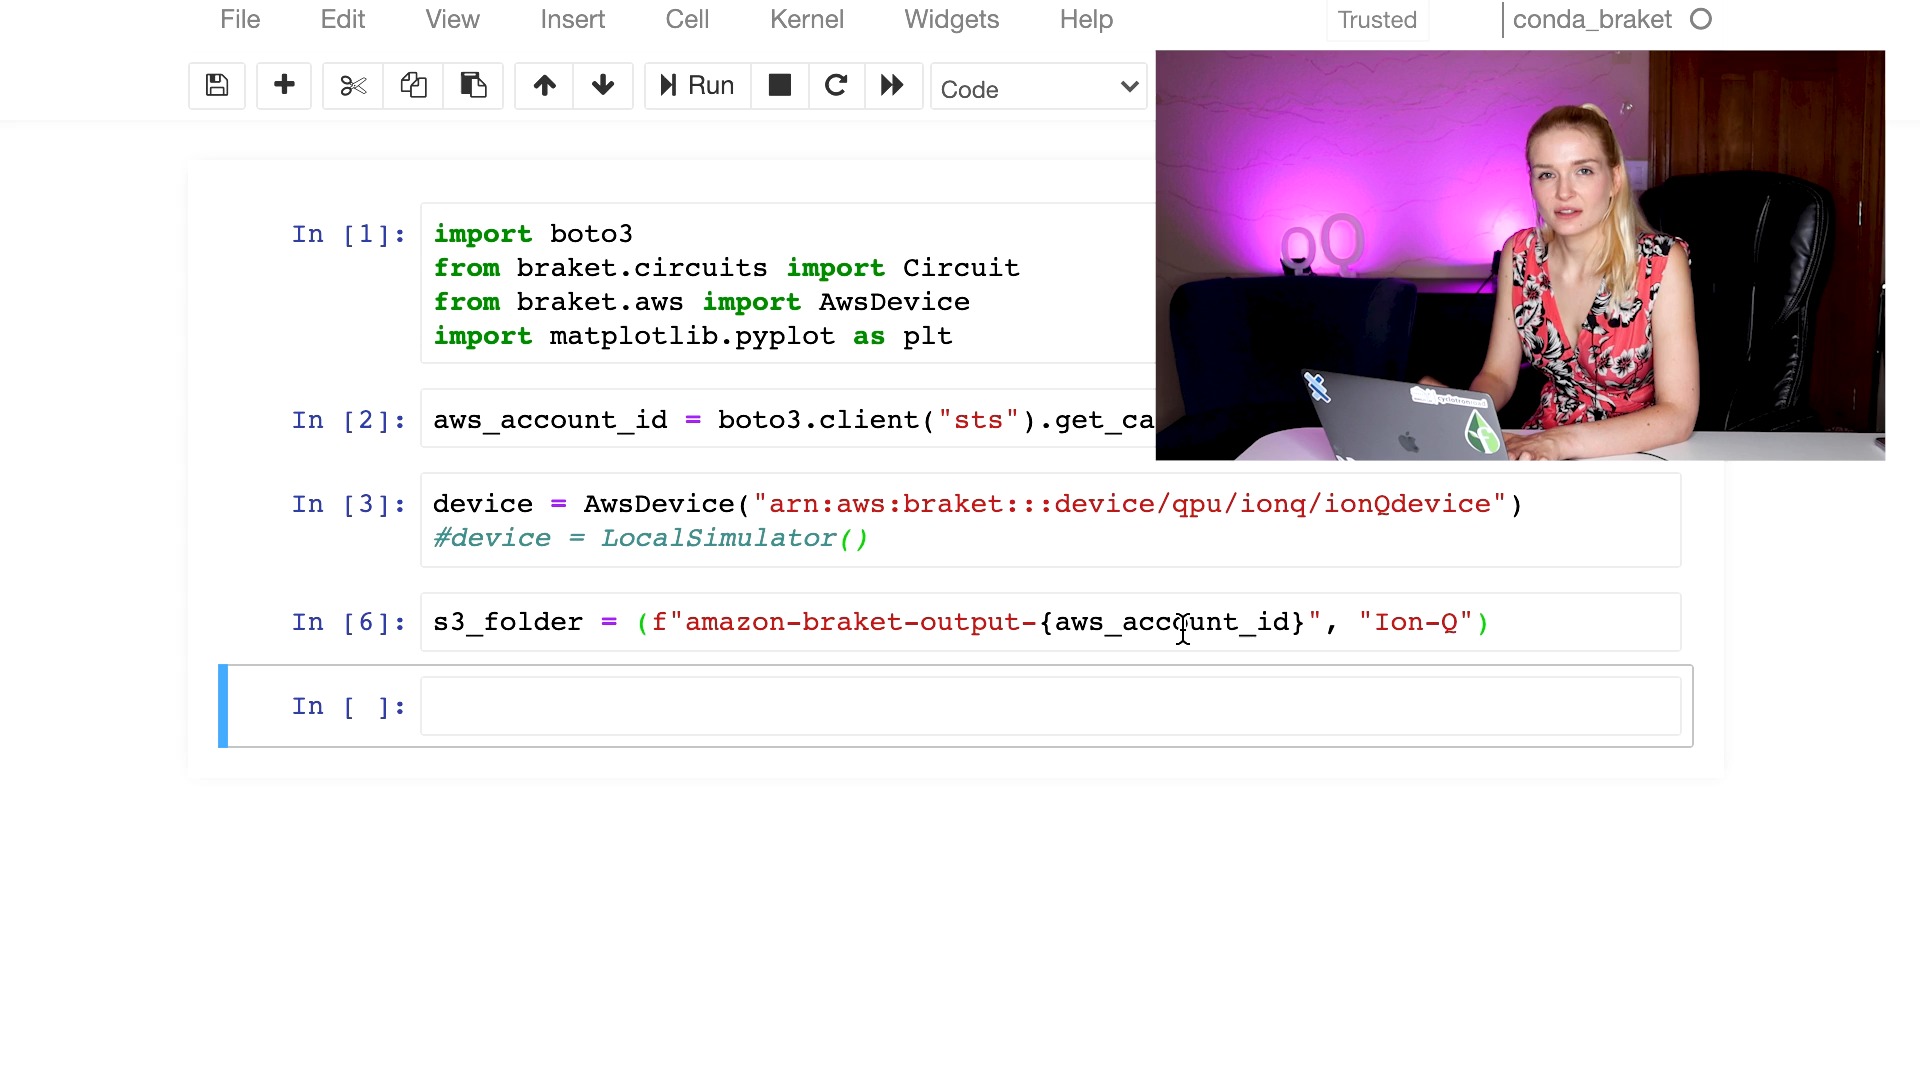 File Edit View Insert Cell Kernel Widgets Help Trusted conda_braket
Run Code
In [1]: import boto3
from braket.circuits import Circuit
from braket.aws import AwsDevice
import matplotlib.pyplot as plt
In [2]: aws_account_id = boto3.client("sts").get_ca
In [3]: device = AwsDevice("arn:aws:braket:::device/qpu/ionq/ionQdevice")
#device = LocalSimulator()
In [6]: s3_folder = (f"amazon-braket-output-{aws_account_id}", "Ion-Q")
In [ ]:
QQ